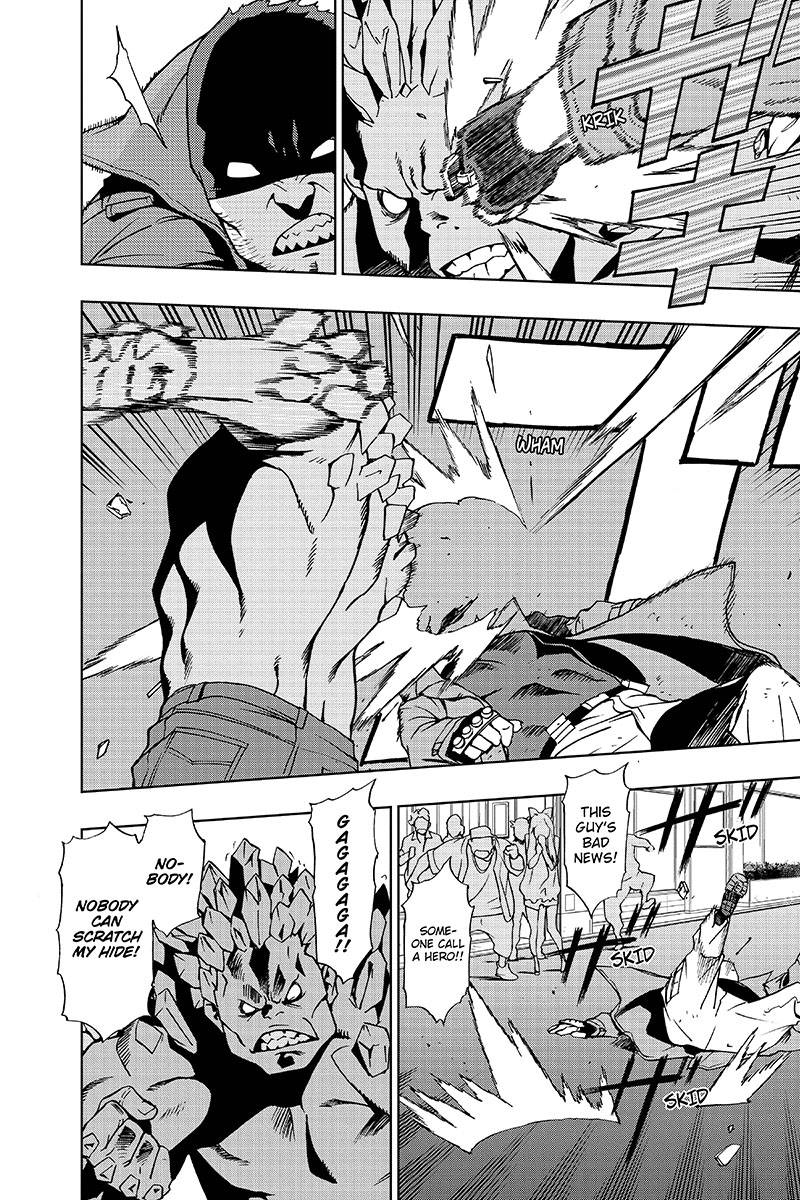 KRIK
WHAM
THIS
GUY'S
BAD
NEWS!
SKID
SKID
SOME-
ONE CALL
A HERO!!
SKID
GAGAGAGA!!
NO-
BODY!
NOBODY
CAN
SCRATCH
MY HIDE!